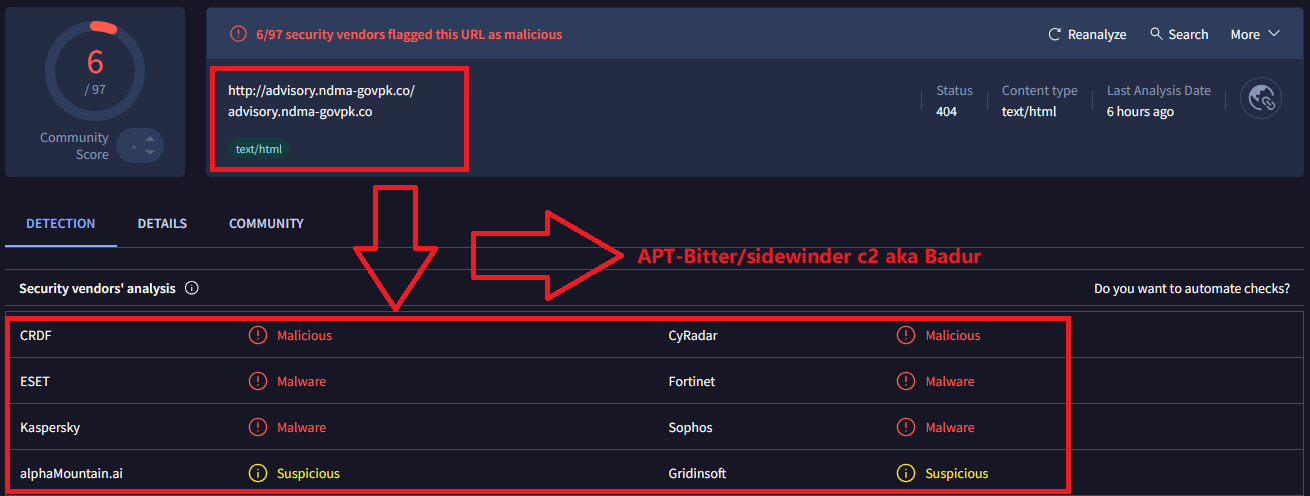 6
/ 97
Community
Score
6/97 security vendors flagged this URL as malicious
Reanalyze
Search
More
http://advisory.ndma-govpk.co/
advisory.ndma-govpk.co
text/html
Status
404
Content type
text/html
Last Analysis Date
6 hours ago
DETECTION
DETAILS
COMMUNITY
APT-Bitter/sidewinder c2 aka Badur
Security vendors' analysis
Do you want to automate checks?
CRDF Malicious CyRadar Malicious
ESET Malware Fortinet Malware
Kaspersky Malware Sophos Malware
alphaMountain.ai Suspicious Gridinsoft Suspicious